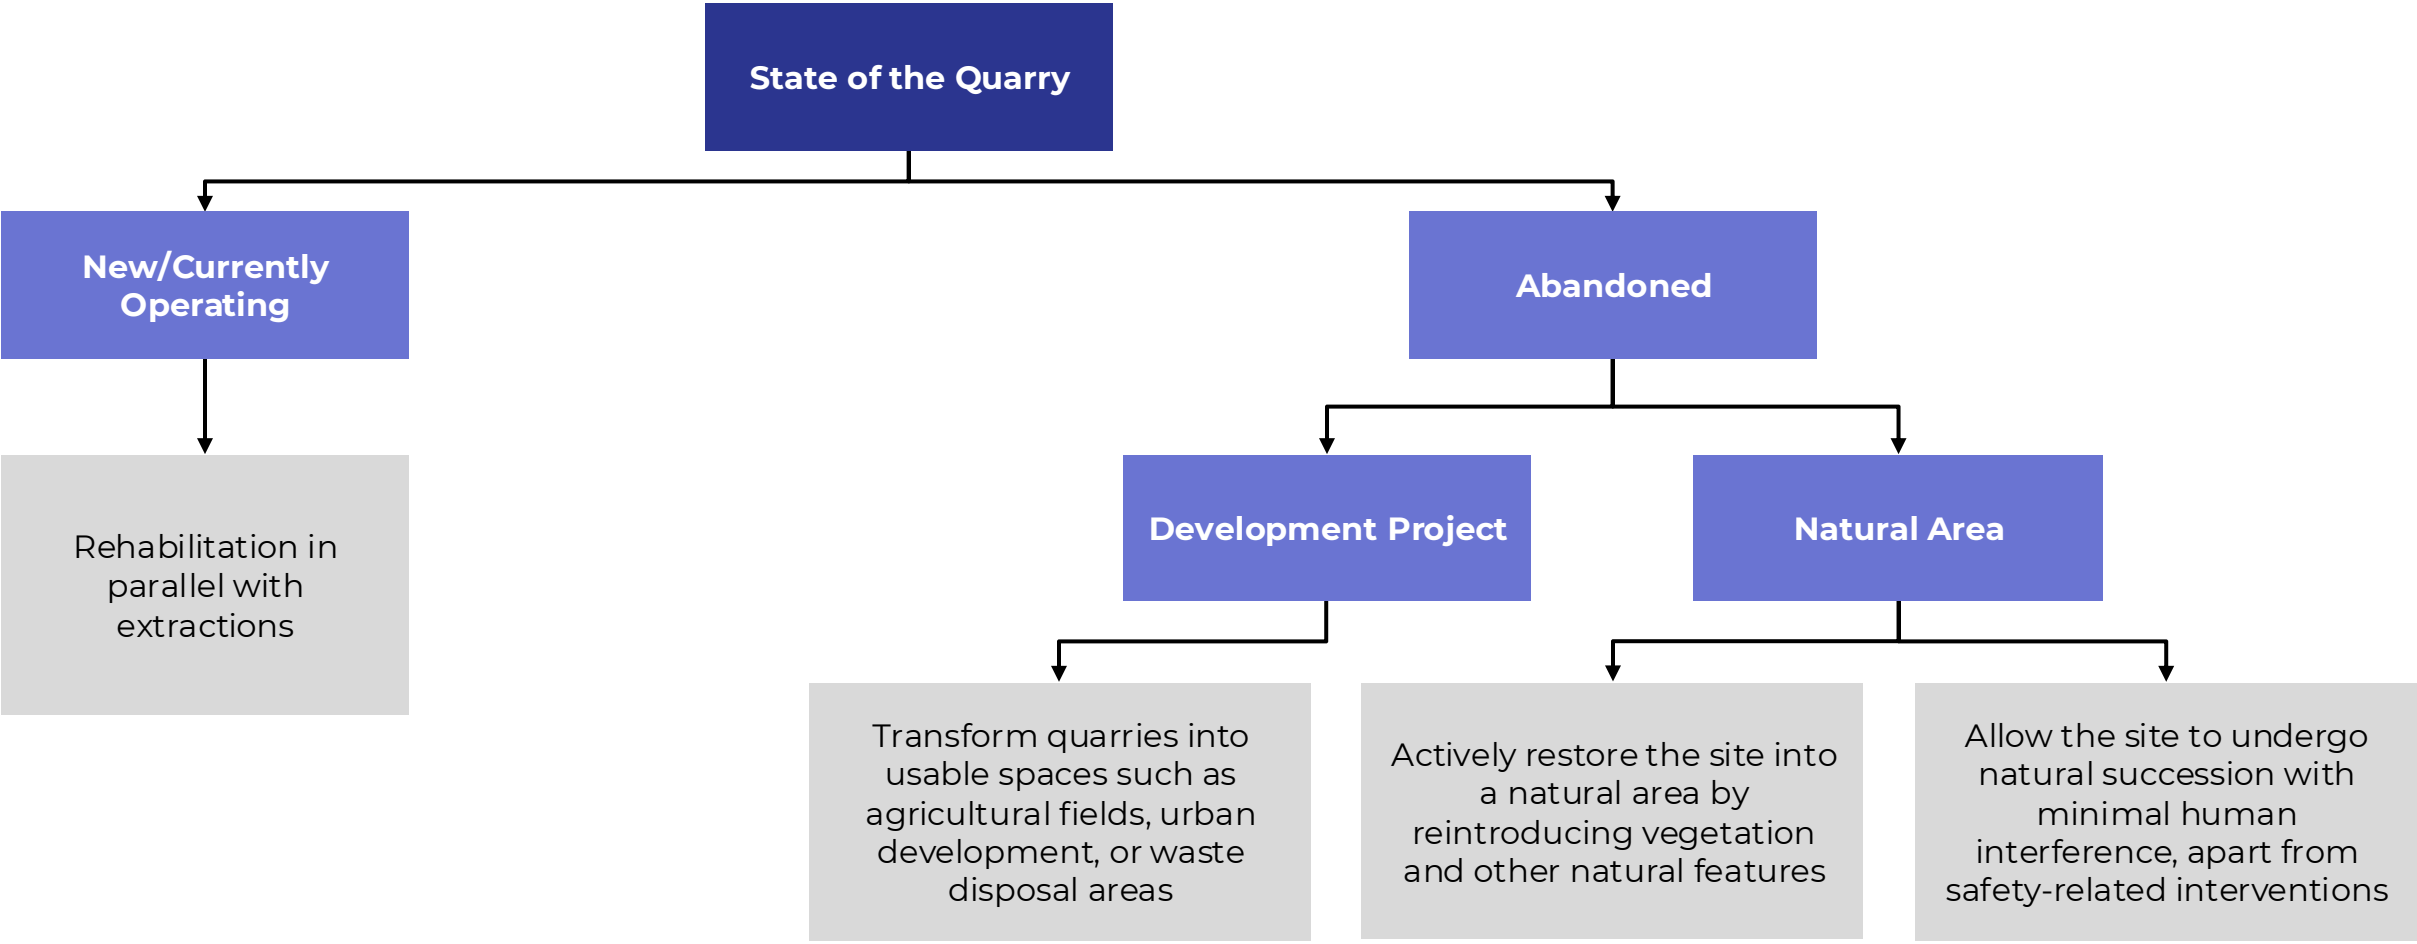 State of the Quarry
New/Currently
Operating
Abandoned
Rehabilitation in
parallel with
extractions
Development Project
Natural Area
Transform quarries into
usable spaces such as
agricultural fields, urban
development, or waste
disposal areas
Actively restore the site into
a natural area by
reintroducing vegetation
and other natural features
Allow the site to undergo
natural succession with
minimal human
interference, apart from
safety-related interventions